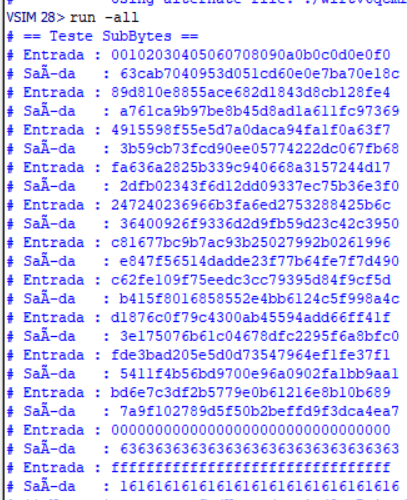 VSIM 28> run -all
# == Teste SubBytes ==
# Entrada : 00102030405060708090a0b0c0d0e0f0
# SaÃ-da   : 63cab7040953d051cd60e0e7ba70e18c
# Entrada : 89d810e8855ace682d1843d8cb128fe4
# SaÃ-da   : a761ca9b97be8b45d8ad1a611fc97369
# Entrada : 4915598f55e5d7a0daca94fa1f0a63f7
# SaÃ-da   : 3b59cb73fcd90ee05774222dc067fb68
# Entrada : fa636a2825b339c940668a3157244d17
# SaÃ-da   : 2dfb02343f6d12dd09337ec75b36e3f0
# Entrada : 247240236966b3fa6ed2753288425b6c
# SaÃ-da   : 36400926f9336d2d9fb59d23c42c3950
# Entrada : c81677bc9b7ac93b25027992b0261996
# SaÃ-da   : e847f56514dadde23f77b64fe7f7d490
# Entrada : c62fe109f75eedc3cc79395d84f9cf5d
# SaÃ-da   : b415f8016858552e4bb6124c5f998a4c
# Entrada : d1876c0f79c4300ab45594add66ff41f
# SaÃ-da   : 3e175076b61c04678dfc2295f6a8bfc0
# Entrada : fde3bad205e5d0d73547964ef1fe37f1
# SaÃ-da   : 5411f4b56bd9700e96a0902fa1bb9aa1
# Entrada : bd6e7c3df2b5779e0b61216e8b10b689
# SaÃ-da   : 7a9f102789d5f50b2beffd9f3dca4ea7
# Entrada : 00000000000000000000000000000000
# SaÃ-da   : 63636363636363636363636363636363
# Entrada : ffffffffffffffffffffffffffffffff
# SaÃ-da   : 16161616161616161616161616161616